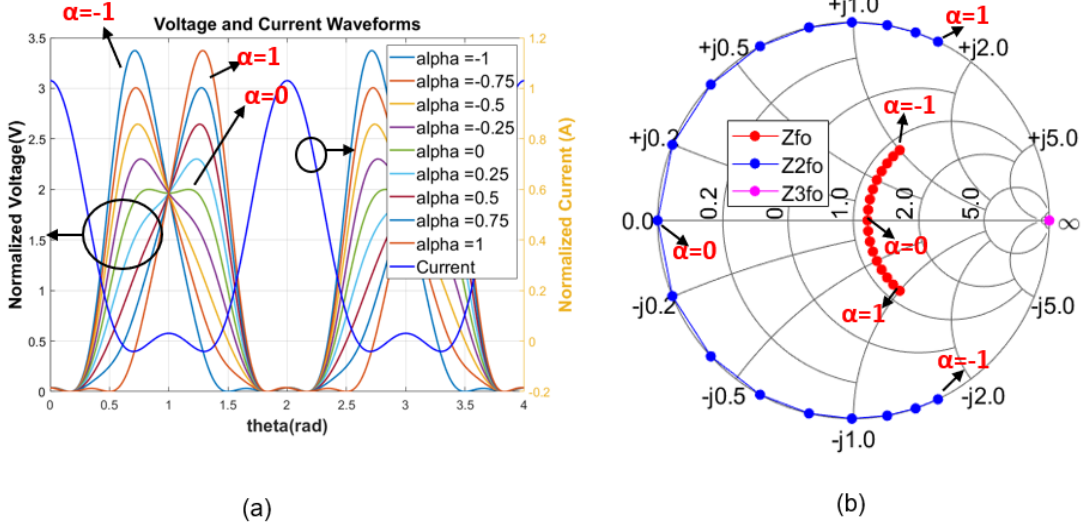 Voltage and Current Waveforms
α=-1
α=1
α=0
Normalized Voltage(V)
3.5
3
2.5
2
1.5
1
0.5
0
alpha =-1
alpha =-0.75
alpha =-0.5
alpha =-0.25
alpha =0
alpha =0.25
alpha =0.5
alpha =0.75
alpha =1
Current
1.2
1
0.8
0.6
0.4
0.2
0
-0.2
Normalized Current (A)
0
0.5
1
1.5
2
2.5
3
3.5
4
theta(rad)
(a)
+j1.0
α=1
+j0.5
+j2.0
α=-1
+j0.2
+j5.0
Zfo
Z2fo
Z3fo
0.0
0.2
0
1.0
2.0
5.0
∞
α=0
α=0
-j0.2
-j5.0
α=1
α=-1
-j0.5
-j2.0
-j1.0
(b)